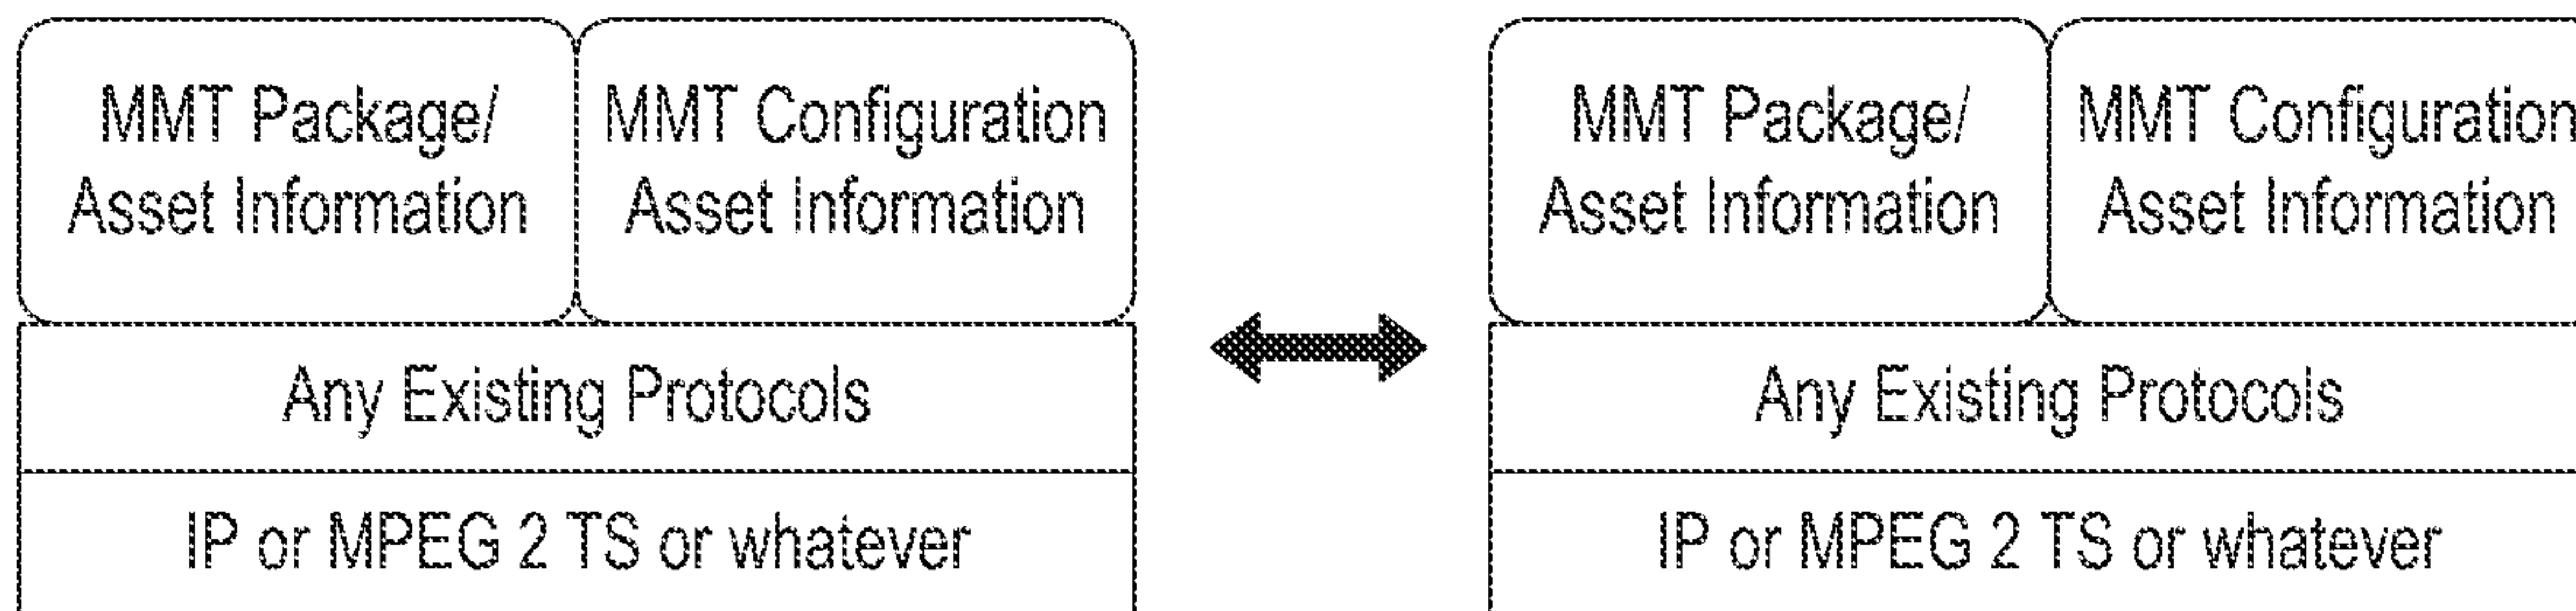 MMT Package/
Asset Information
MMT Configuration
Asset Information
Any Existing Protocols
IP or MPEG 2 TS or whatever
MMT Package/
Asset Information
MMT Configuration
Asset Information
Any Existing Protocols
IP or MPEG 2 TS or whatever